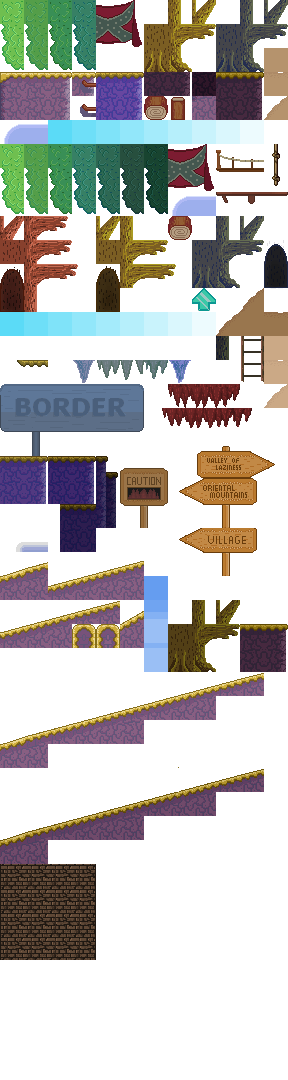 BORDER
CAUTION
VALLEY OF
LAZINESS
ORIENTAL
MOUNTAINS
VILLAGE